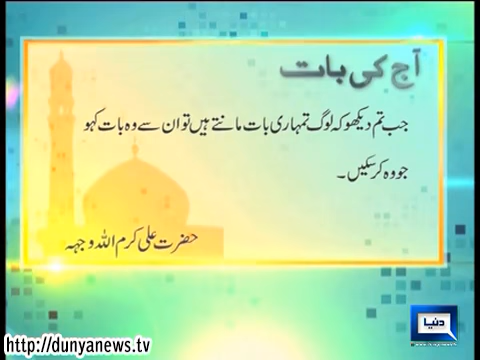 آج کی بات
جب تم دیکھو کہ لوگ تمہاری بات مانتے ہیں تو ان سے وہ بات کہو
جو وہ کر سکیں۔
حضرت علی کرم اللہ وجہہ
دنیا
http://dunyanews.tv